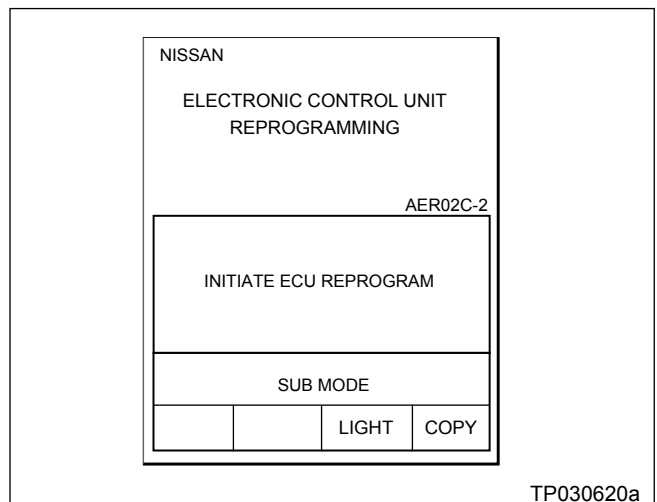 NISSAN
ELECTRONIC CONTROL UNIT
REPROGRAMMING
AER02C-2
INITIATE ECU REPROGRAM
SUB MODE
LIGHT COPY
TP030620a